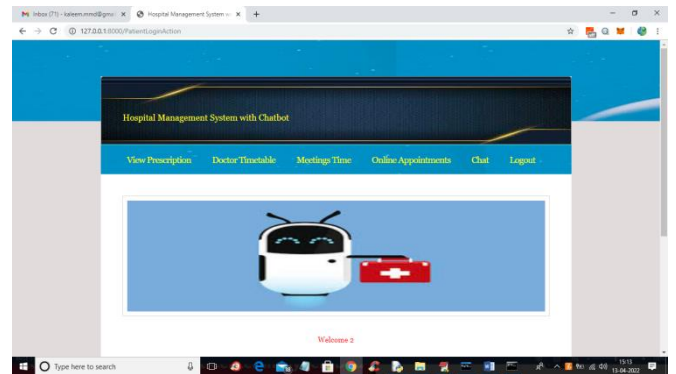 Inbox (71) - kaleem.mmd@gmai
Hospital Management System wi
127.0.0.1:8000/PatientLoginAction
Hospital Management System with Chatbot
View Prescription Doctor Timetable Meetings Time Online Appointments Chat Logout
Welcome 2
Type here to search
15:13
13-04-2022